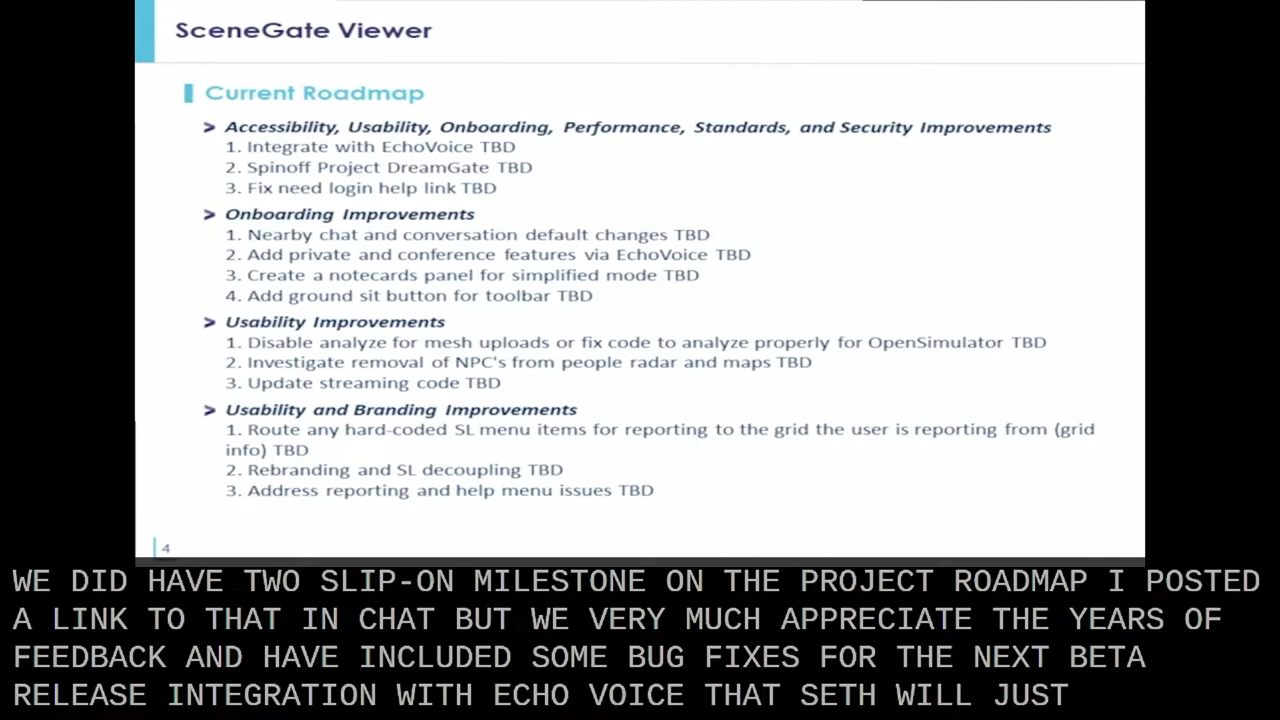 SceneGate Viewer
Current Roadmap
➢ Accessibility, Usability, Onboarding, Performance, Standards, and Security Improvements
1. Integrate with EchoVoice TBD
2. Spinoff Project DreamGate TBD
3. Fix need login help link TBD
➢ Onboarding Improvements
1. Nearby chat and conversation default changes TBD
2. Add private and conference features via EchoVoice TBD
3. Create a notecards panel for simplified mode TBD
4. Add ground sit button for toolbar TBD
➢ Usability Improvements
1. Disable analyze for mesh uploads or fix code to analyze properly for OpenSimulator TBD
2. Investigate removal of NPC's from people radar and maps TBD
3. Update streaming code TBD
➢ Usability and Branding Improvements
1. Route any hard-coded SL menu items for reporting to the grid the user is reporting from (grid
info) TBD
2. Rebranding and SL decoupling TBD
3. Address reporting and help menu issues TBD
4
WE DID HAVE TWO SLIP-ON MILESTONE ON THE PROJECT ROADMAP I POSTED
A LINK TO THAT IN CHAT BUT WE VERY MUCH APPRECIATE THE YEARS OF
FEEDBACK AND HAVE INCLUDED SOME BUG FIXES FOR THE NEXT BETA
RELEASE INTEGRATION WITH ECHO VOICE THAT SETH WILL JUST